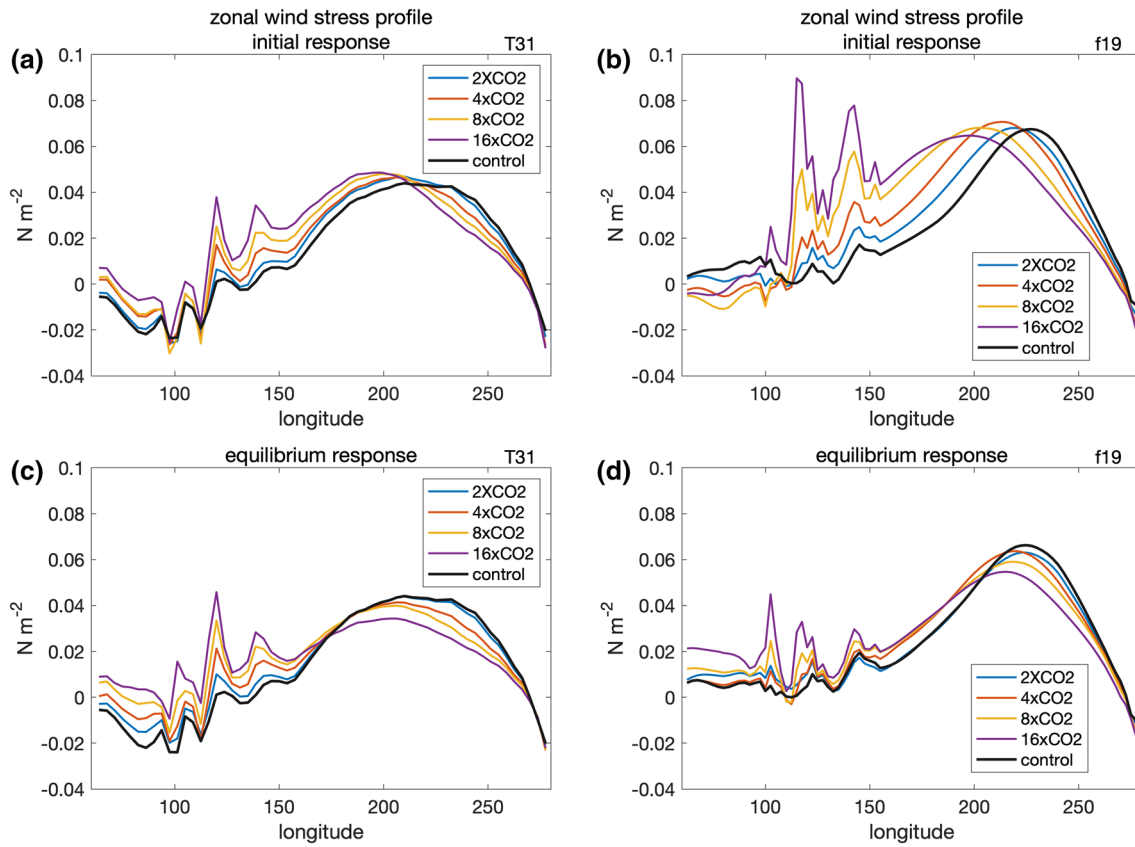 zonal wind stress profile
initial response
T31
(a)
0.1
0.08
0.06
0.04
0.02
0
-0.02
-0.04
N m-2
100
150
200
250
longitude
2XCO2
4xCO2
8xCO2
16xCO2
control
zonal wind stress profile
initial response
f19
(b)
0.1
0.08
0.06
0.04
0.02
0
-0.02
-0.04
N m-2
100
150
200
250
longitude
2XCO2
4xCO2
8xCO2
16xCO2
control
equilibrium response
T31
(c)
0.1
0.08
0.06
0.04
0.02
0
-0.02
-0.04
N m-2
100
150
200
250
longitude
2XCO2
4xCO2
8xCO2
16xCO2
control
equilibrium response
f19
(d)
0.1
0.08
0.06
0.04
0.02
0
-0.02
-0.04
N m-2
100
150
200
250
longitude
2XCO2
4xCO2
8xCO2
16xCO2
control